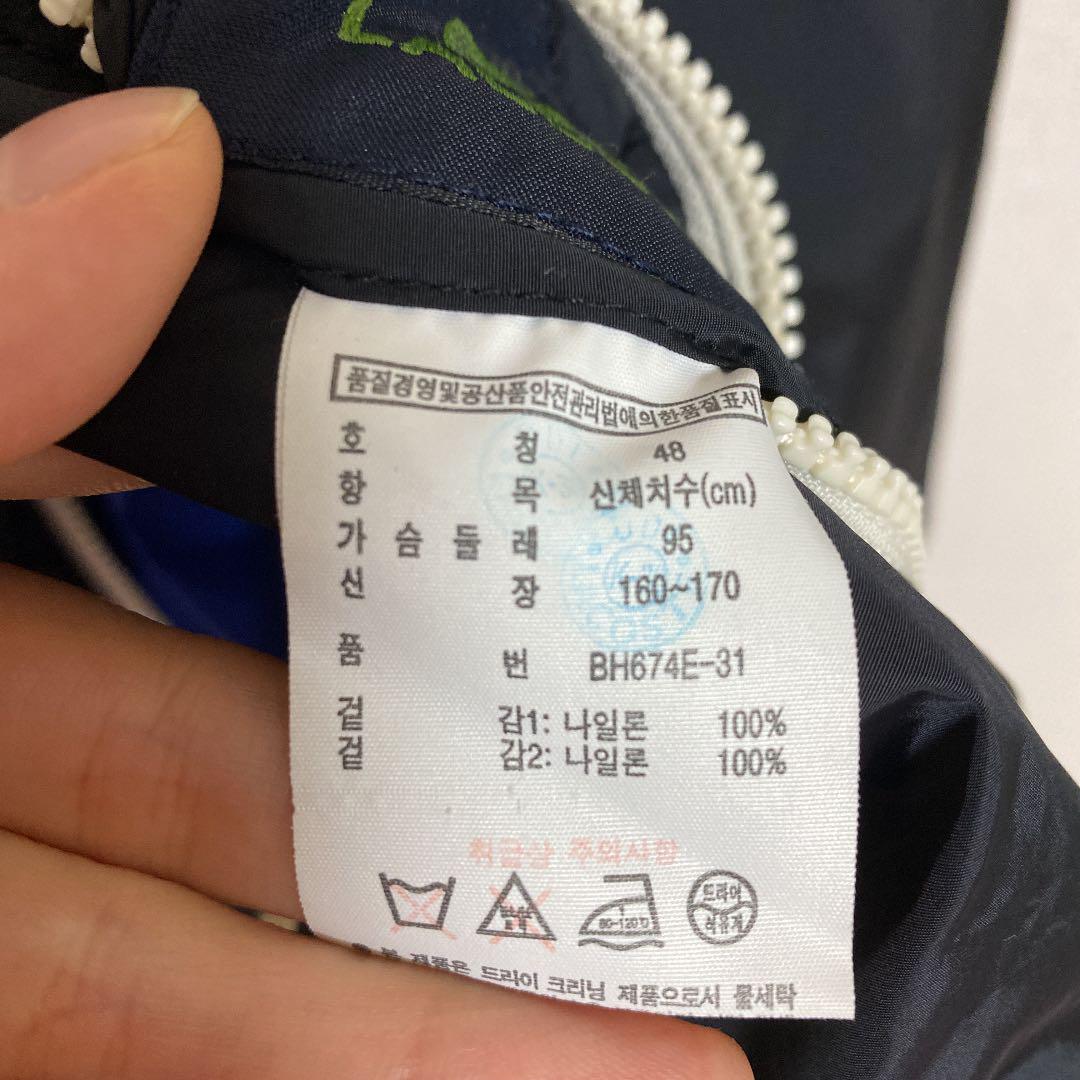 품질경영및공산품안전관리법에의한품질표시
호 칭 48
항 목 신체치수(cm)
가 슴 둘 레 95
신 장 160~170
품 번 BH674E-31
겉 감1: 나일론 100%
겉 감2: 나일론 100%
취급상 주의사항
80~120℃
드라이
제품은 드라이 크리닝 제품으로서 물세탁